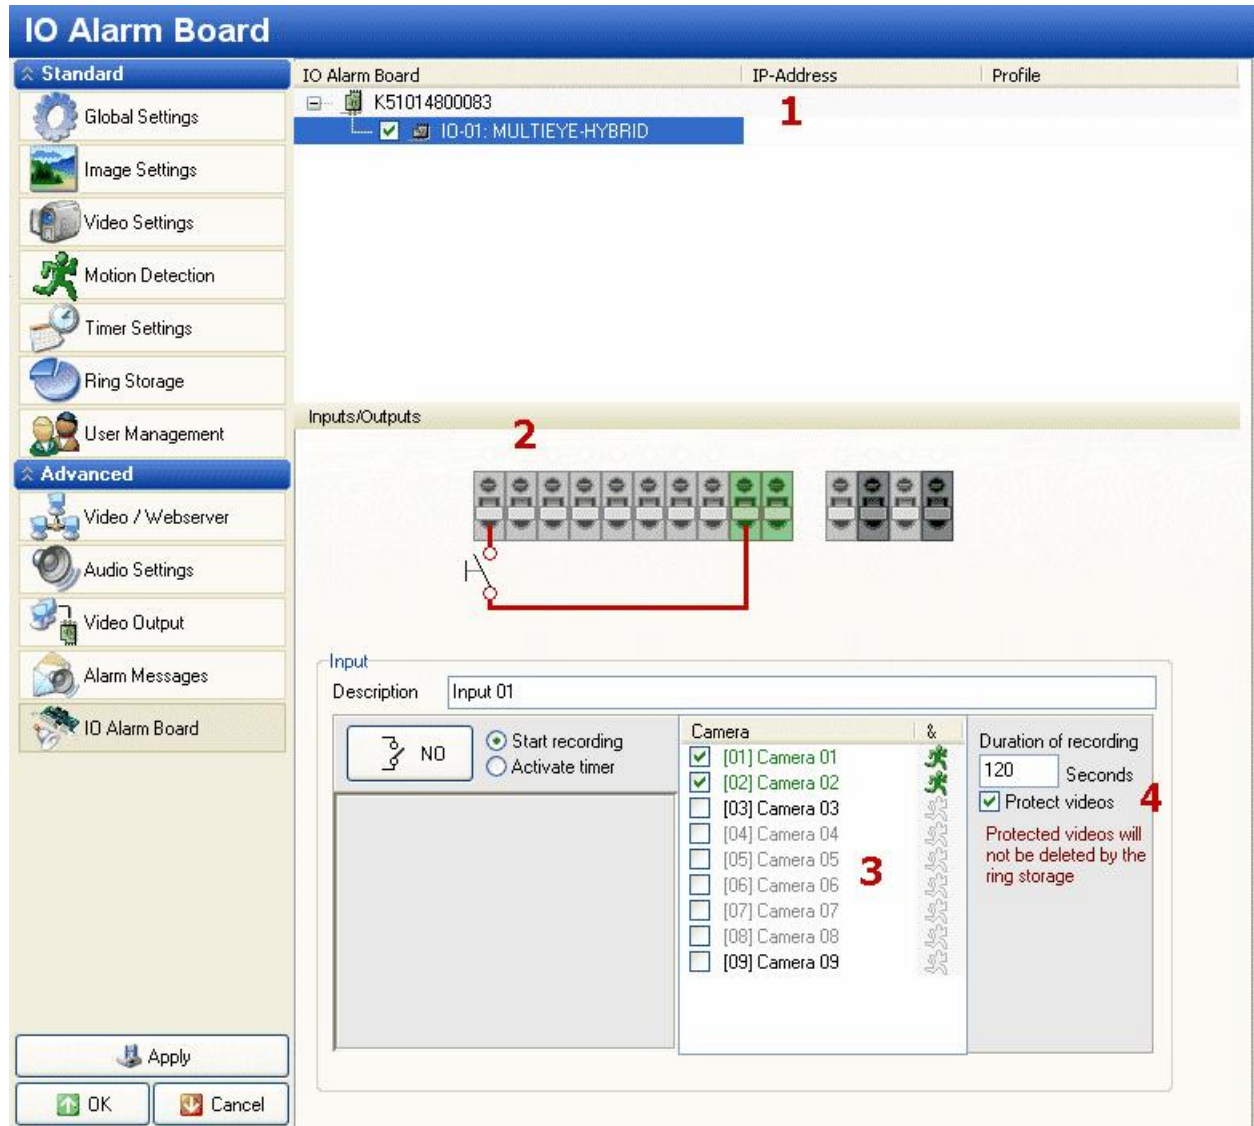 IO Alarm Board
Standard
Global Settings
Image Settings
Video Settings
Motion Detection
Timer Settings
Ring Storage
User Management
Advanced
Video / Webserver
Audio Settings
Video Output
Alarm Messages
IO Alarm Board
Apply
OK Cancel
IO Alarm Board IP-Address Profile
K51014800083
1
IO-01: MULTIEYE-HYBRID
Inputs/Outputs
2
Input
Description Input 01
NO
Start recording
Activate timer
Camera &
[01] Camera 01
[02] Camera 02
[03] Camera 03
[04] Camera 04
[05] Camera 05
[06] Camera 06
[07] Camera 07
[08] Camera 08
[09] Camera 09
3
Duration of recording
120 Seconds
Protect videos
4
Protected videos will
not be deleted by the
ring storage